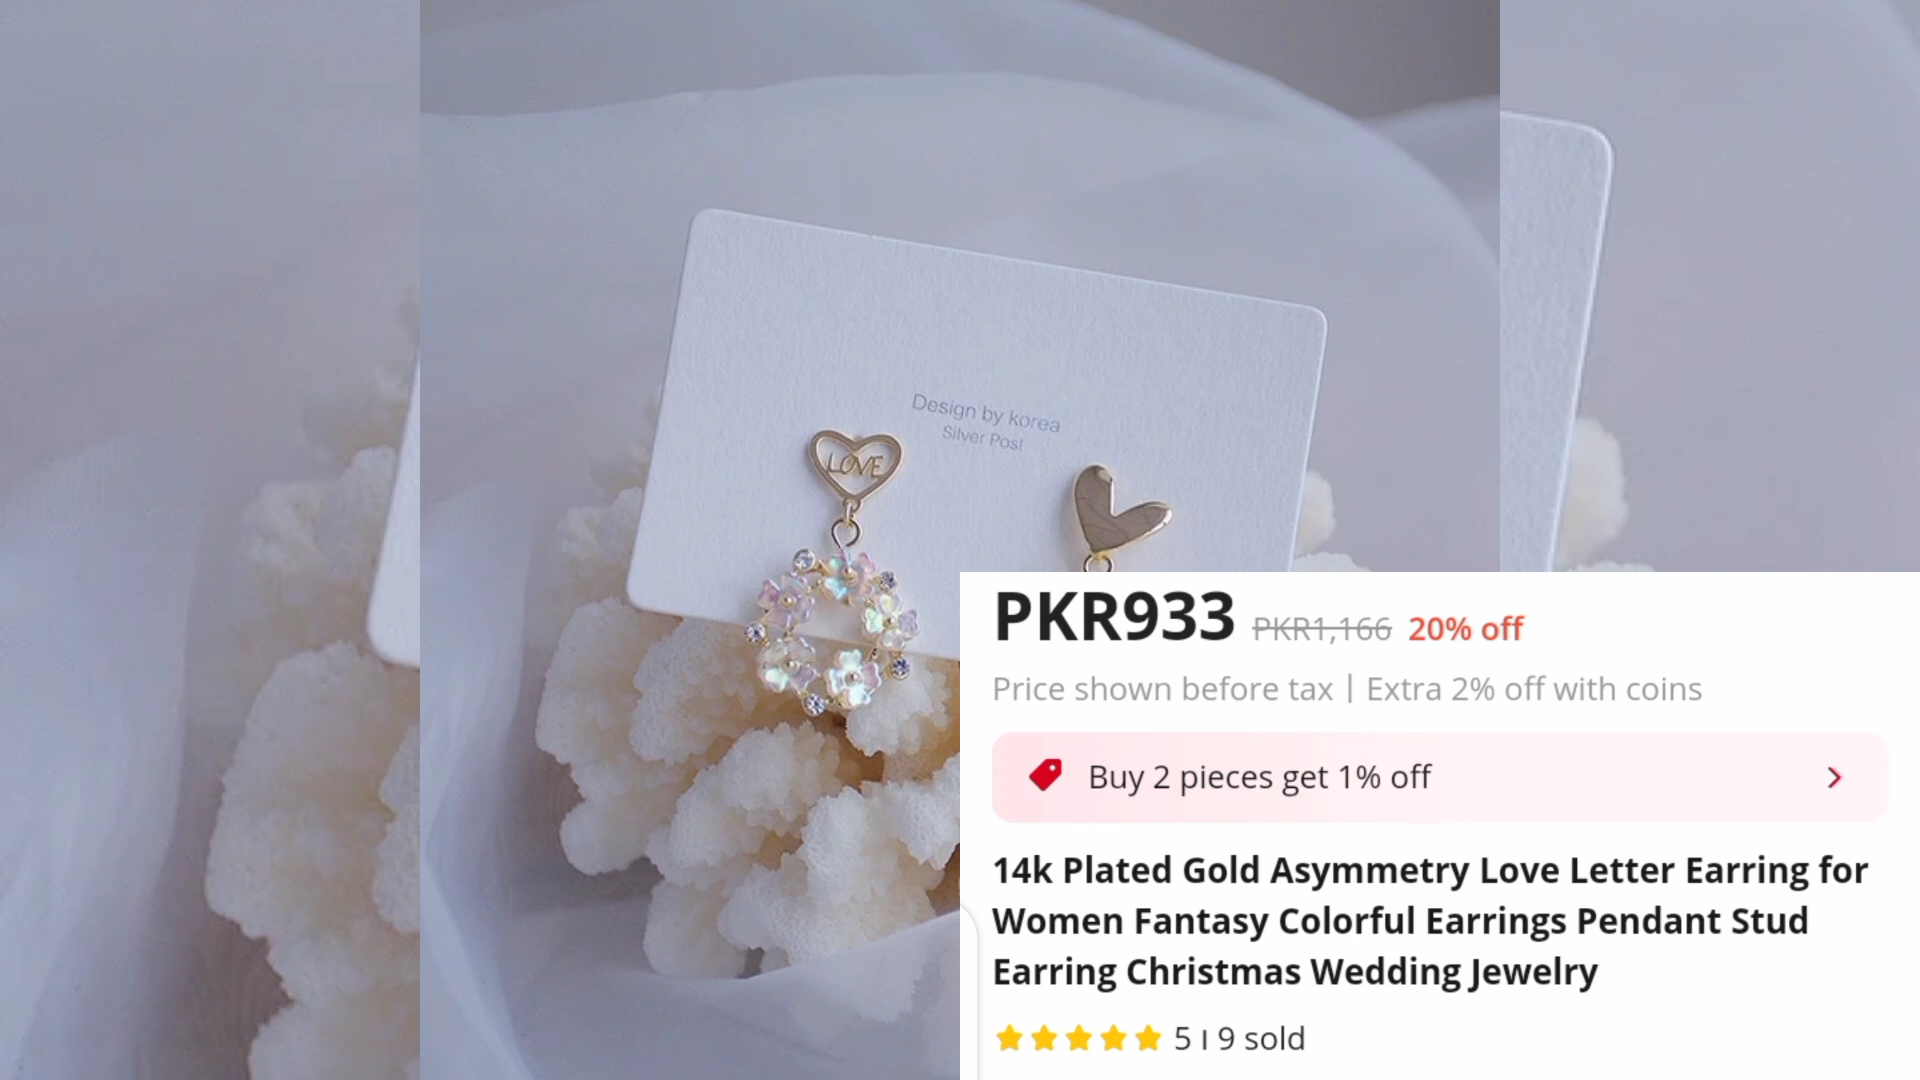 Design by korea
Silver Post
LOVE
PKR933 PKR1,166 20% off
Price shown before tax | Extra 2% off with coins
Buy 2 pieces get 1% off
14k Plated Gold Asymmetry Love Letter Earring for
Women Fantasy Colorful Earrings Pendant Stud
Earring Christmas Wedding Jewelry
5 | 9 sold